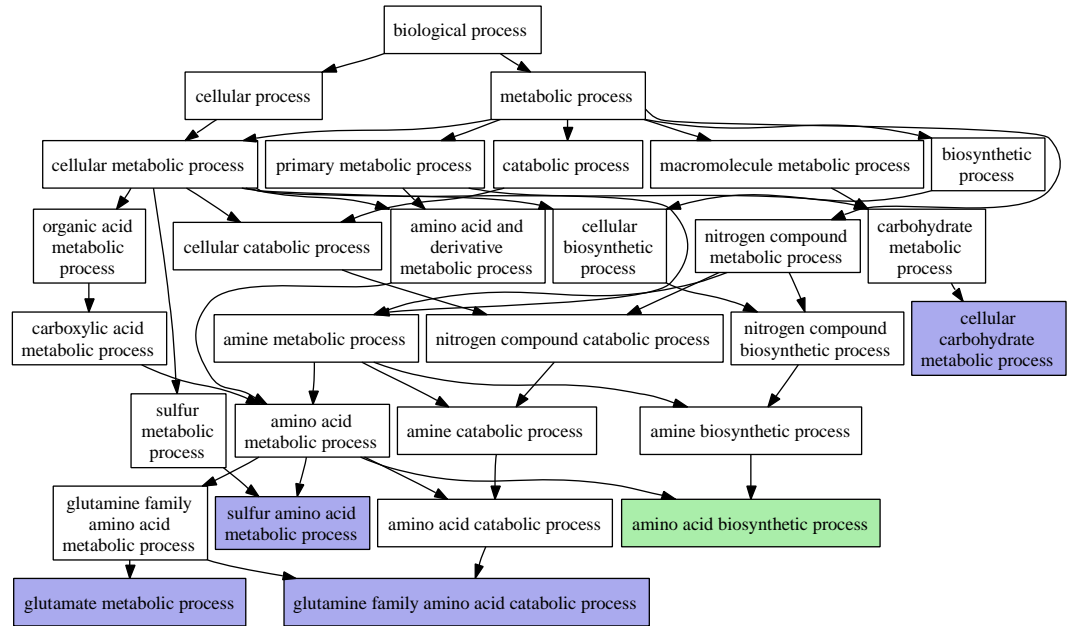 biological process
cellular process
metabolic process
cellular metabolic process
primary metabolic process
catabolic process
macromolecule metabolic process
biosynthetic
process
organic acid
metabolic
process
cellular catabolic process
amino acid and
derivative
metabolic process
cellular
biosynthetic
process
nitrogen compound
metabolic process
carbohydrate
metabolic
process
carboxylic acid
metabolic process
amine metabolic process
nitrogen compound catabolic process
nitrogen compound
biosynthetic process
cellular
carbohydrate
metabolic process
sulfur
metabolic
process
amino acid
metabolic process
amine catabolic process
amine biosynthetic process
glutamine family
amino acid
metabolic process
sulfur amino acid
metabolic process
amino acid catabolic process
amino acid biosynthetic process
glutamate metabolic process
glutamine family amino acid catabolic process